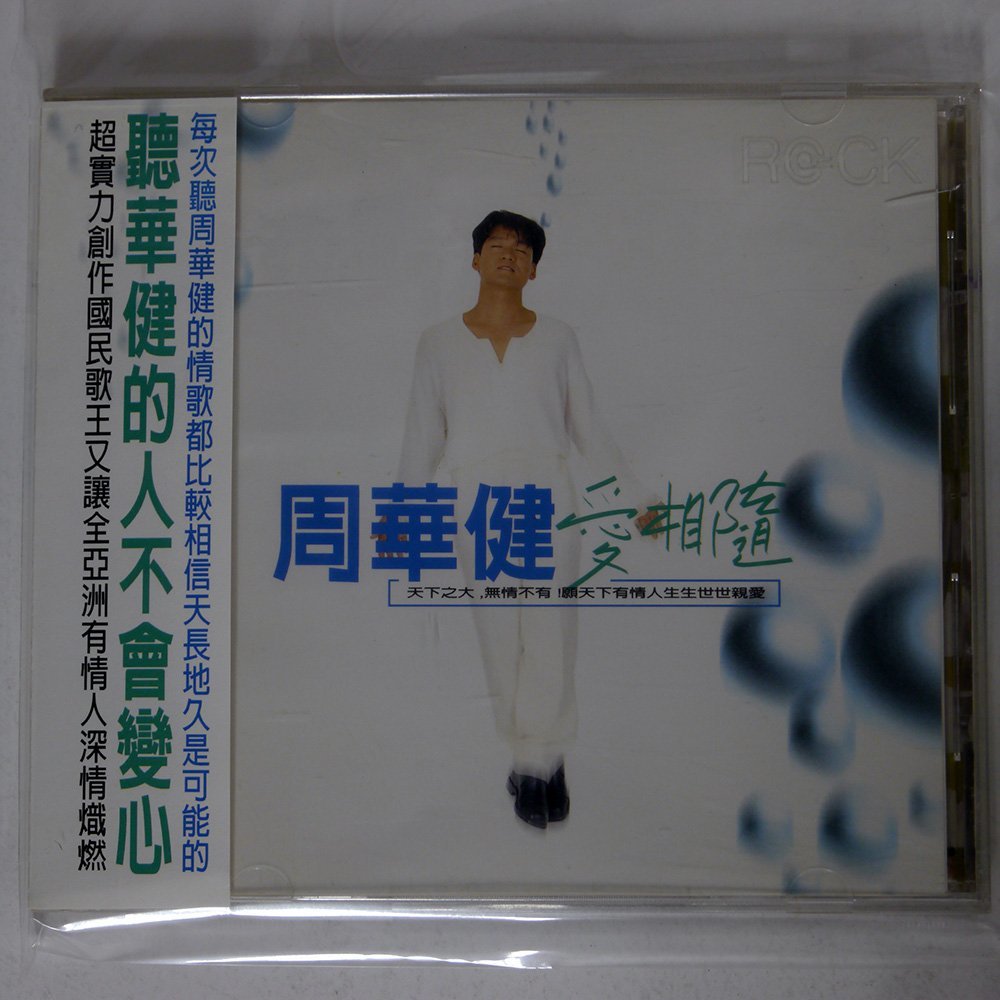 每次聽周華健的情歌都比較相信天長地久是可能的
聽華健的人不會變心
超實力創作國民歌王又讓全亞洲有情人深情熾燃
R@CK
周華健 愛相隨
天下之大,無情不有!願天下有情人生生世世親愛